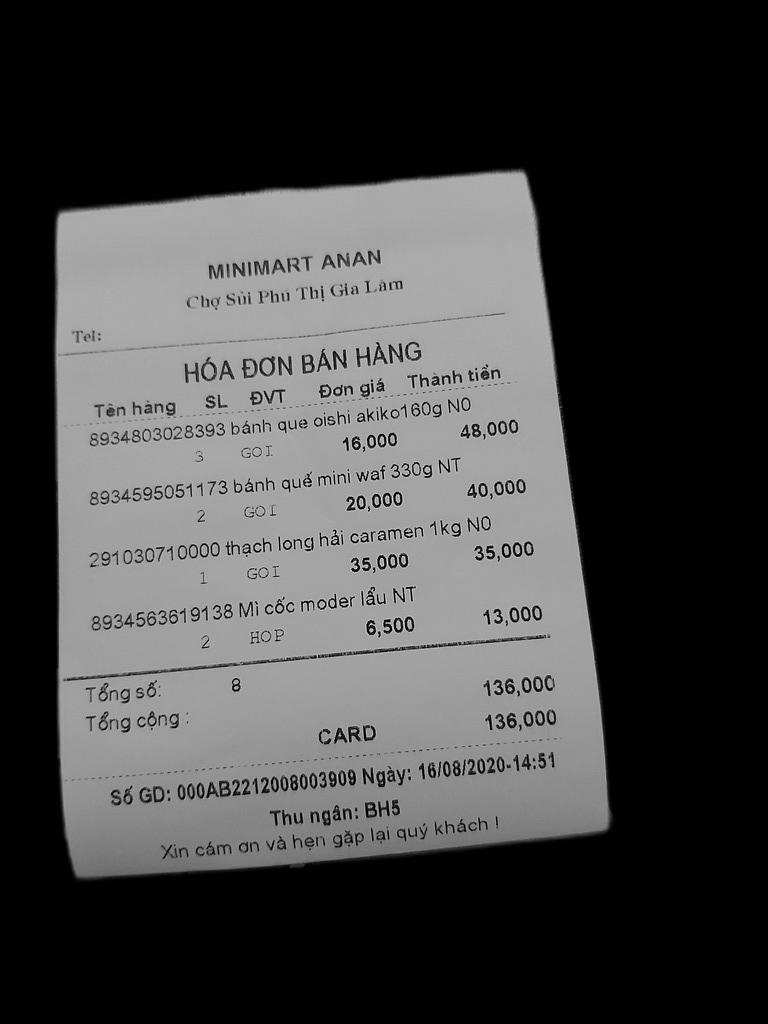 MINIMART ANAN
Chợ Sủi Phú Thị Gia Lâm
Tel:
HÓA ĐƠN BÁN HÀNG
Tên hàng SL ĐVT Đơn giá Thành tiền
8934803028393 bánh que oishi akiko160g N0
3 GOI 16,000 48,000
8934595051173 bánh quế mini waf 330g NT
2 GOI 20,000 40,000
291030710000 thạch long hải caramen 1kg N0
1 GOI 35,000 35,000
8934563619138 Mì cốc moder lẩu NT
2 HOP 6,500 13,000
Tổng số: 8 136,000
Tổng cộng : 136,000
CARD
Số GD: 000AB2212008003909 Ngày: 16/08/2020-14:51
Thu ngân: BH5
Xin cám ơn và hẹn gặp lại quý khách !